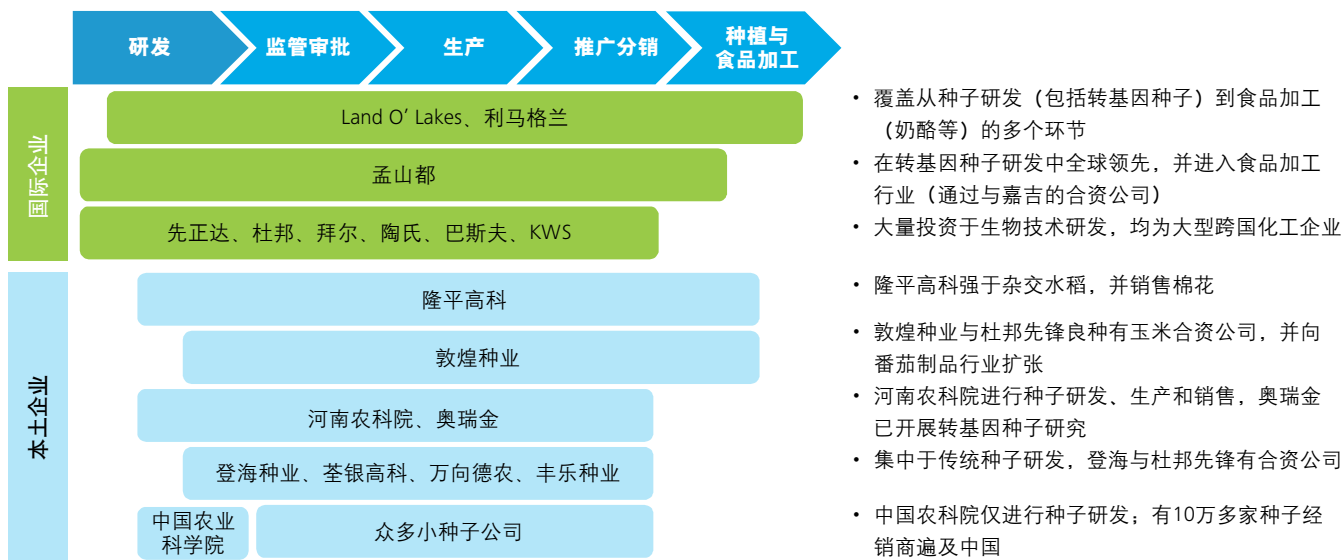 研发
监管审批
生产
推广分销
种植与
食品加工
国际企业
Land O’ Lakes、利马格兰
孟山都
先正达、杜邦、拜尔、陶氏、巴斯夫、KWS
• 覆盖从种子研发（包括转基因种子）到食品加工
（奶酪等）的多个环节
• 在转基因种子研发中全球领先，并进入食品加工
行业（通过与嘉吉的合资公司）
• 大量投资于生物技术研发，均为大型跨国化工企业
本土企业
隆平高科
敦煌种业
河南农科院、奥瑞金
登海种业、荃银高科、万向德农、丰乐种业
中国农业
科学院
众多小种子公司
• 隆平高科强于杂交水稻，并销售棉花
• 敦煌种业与杜邦先锋良种有玉米合资公司，并向
番茄制品行业扩张
• 河南农科院进行种子研发、生产和销售，奥瑞金
已开展转基因种子研究
• 集中于传统种子研发，登海与杜邦先锋有合资公司
• 中国农科院仅进行种子研发；有10万多家种子经
销商遍及中国